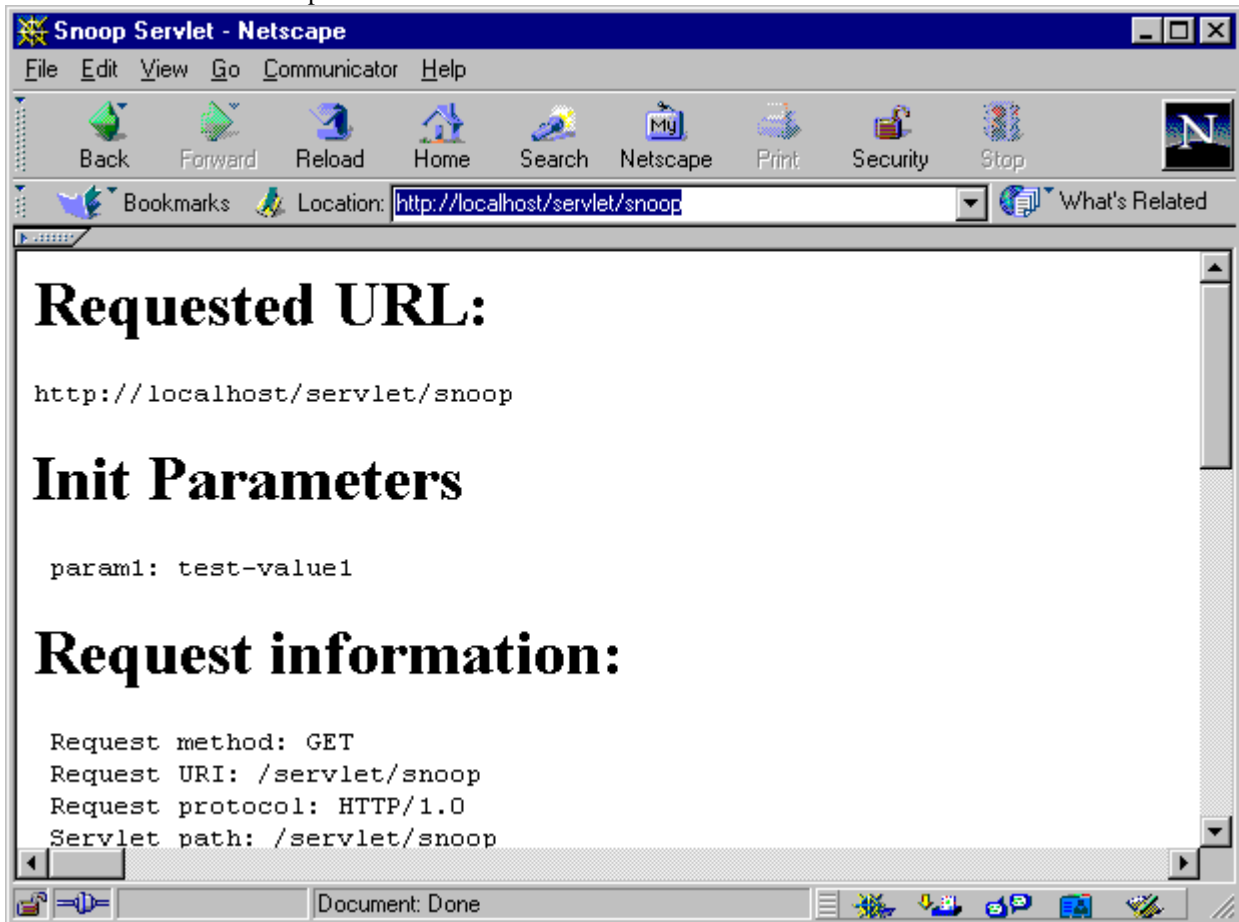 Snoop Servlet - Netscape
File Edit View Go Communicator Help
Back Forward Reload Home Search Netscape Print Security Stop
My
N
Bookmarks Location: http://localhost/servlet/snoop What's Related
Requested URL:
http://localhost/servlet/snoop
Init Parameters
param1: test-value1
Request information:
Request method: GET
Request URI: /servlet/snoop
Request protocol: HTTP/1.0
Servlet path: /servlet/snoop
Document: Done